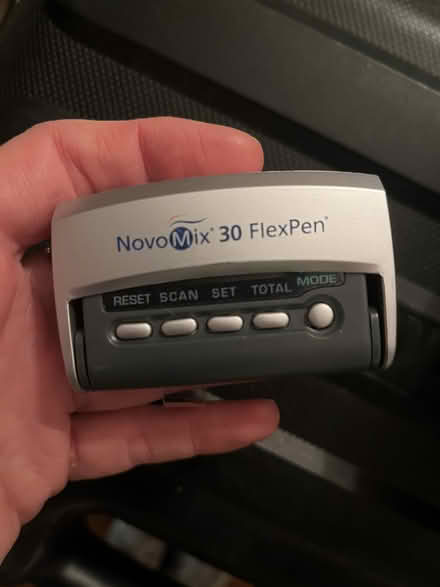 NovoMix® 30 FlexPen®
MODE
RESET SCAN SET TOTAL